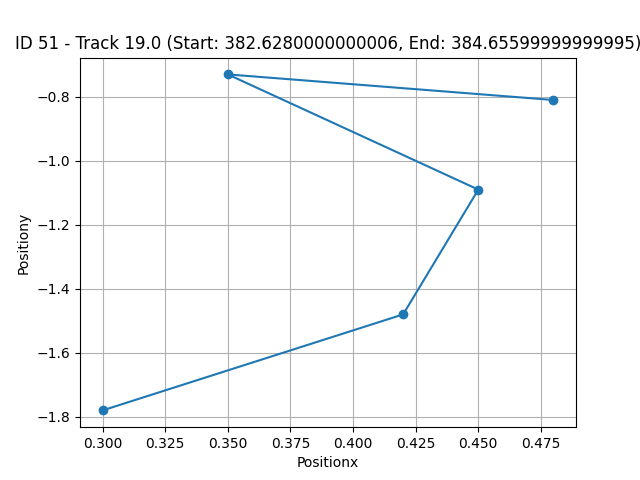 ID 51 - Track 19.0 (Start: 382.6280000000006, End: 384.65599999999995)
Positiony
−0.8
−1.0
−1.2
−1.4
−1.6
−1.8
0.300 0.325 0.350 0.375 0.400 0.425 0.450 0.475
Positionx